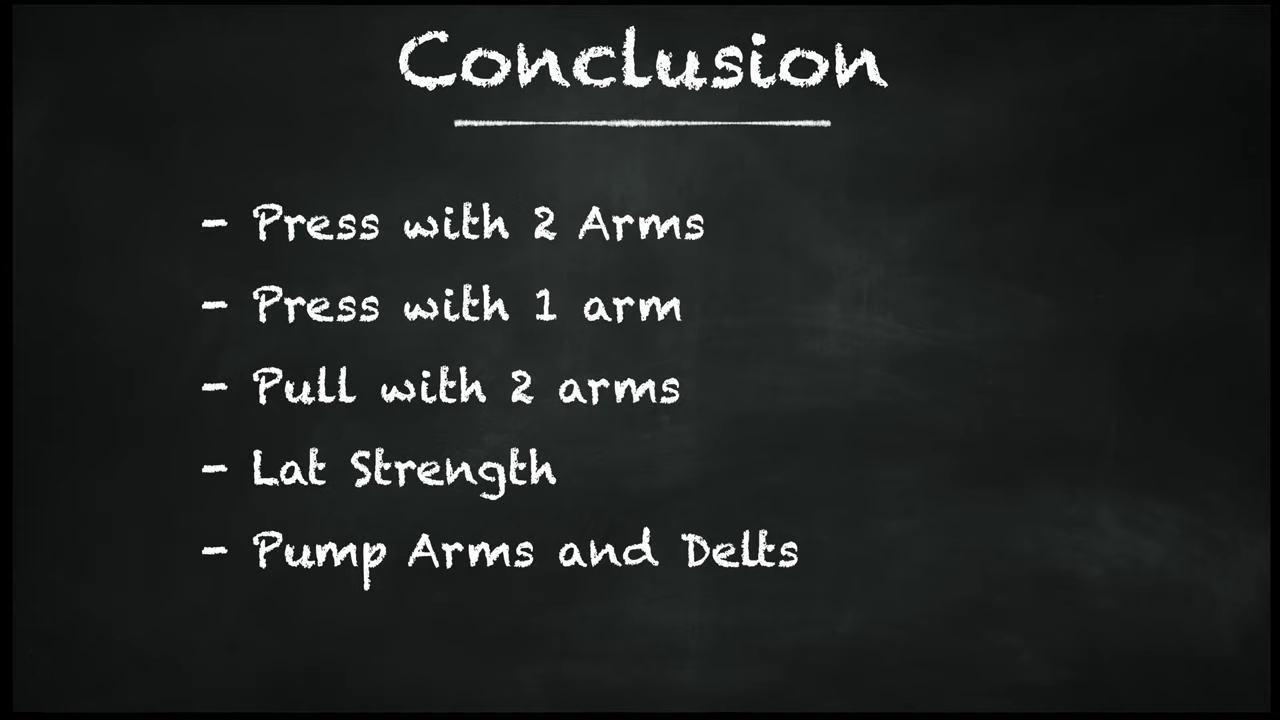 Conclusion
- Press with 2 Arms
- Press with 1 arm
- Pull with 2 arms
- Lat Strength
- Pump Arms and Delts